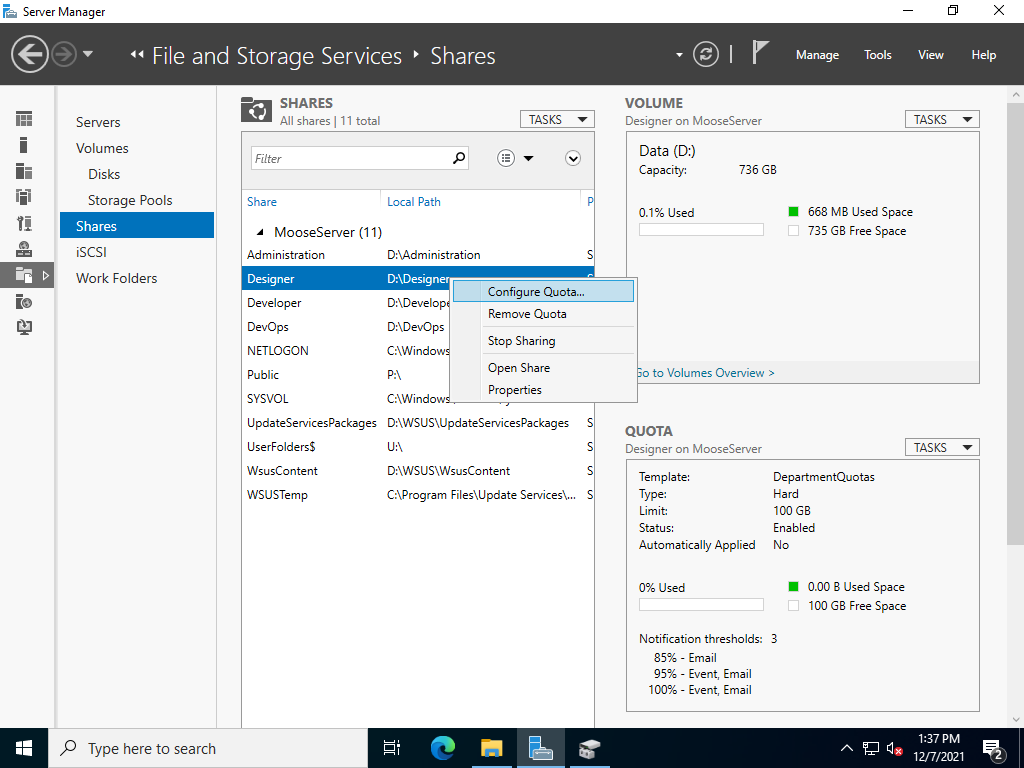 Server Manager
File and Storage Services
Shares
Manage
Tools
View
Help
Servers
Volumes
Disks
Storage Pools
Shares
iSCSI
Work Folders
SHARES
All shares | 11 total
TASKS
Filter
Share Local Path P
MooseServer (11)
Administration D:\Administration S
Designer D:\Designer
Developer D:\Develope
DevOps D:\DevOps
NETLOGON C:\Windows
Public P:\
SYSVOL C:\Windows
UpdateServicesPackages D:\WSUS\UpdateServicesPackages S
UserFolders$ U:\ S
WsusContent D:\WSUS\WsusContent S
WSUSTemp C:\Program Files\Update Services\... S
Configure Quota...
Remove Quota
Stop Sharing
Open Share
Properties
VOLUME
Designer on MooseServer
TASKS
Data (D:)
Capacity: 736 GB
0.1% Used
668 MB Used Space
735 GB Free Space
Go to Volumes Overview >
QUOTA
Designer on MooseServer
TASKS
Template: DepartmentQuotas
Type: Hard
Limit: 100 GB
Status: Enabled
Automatically Applied No
0% Used
0.00 B Used Space
100 GB Free Space
Notification thresholds: 3
85% - Email
95% - Event, Email
100% - Event, Email
Type here to search
1:37 PM
12/7/2021
2